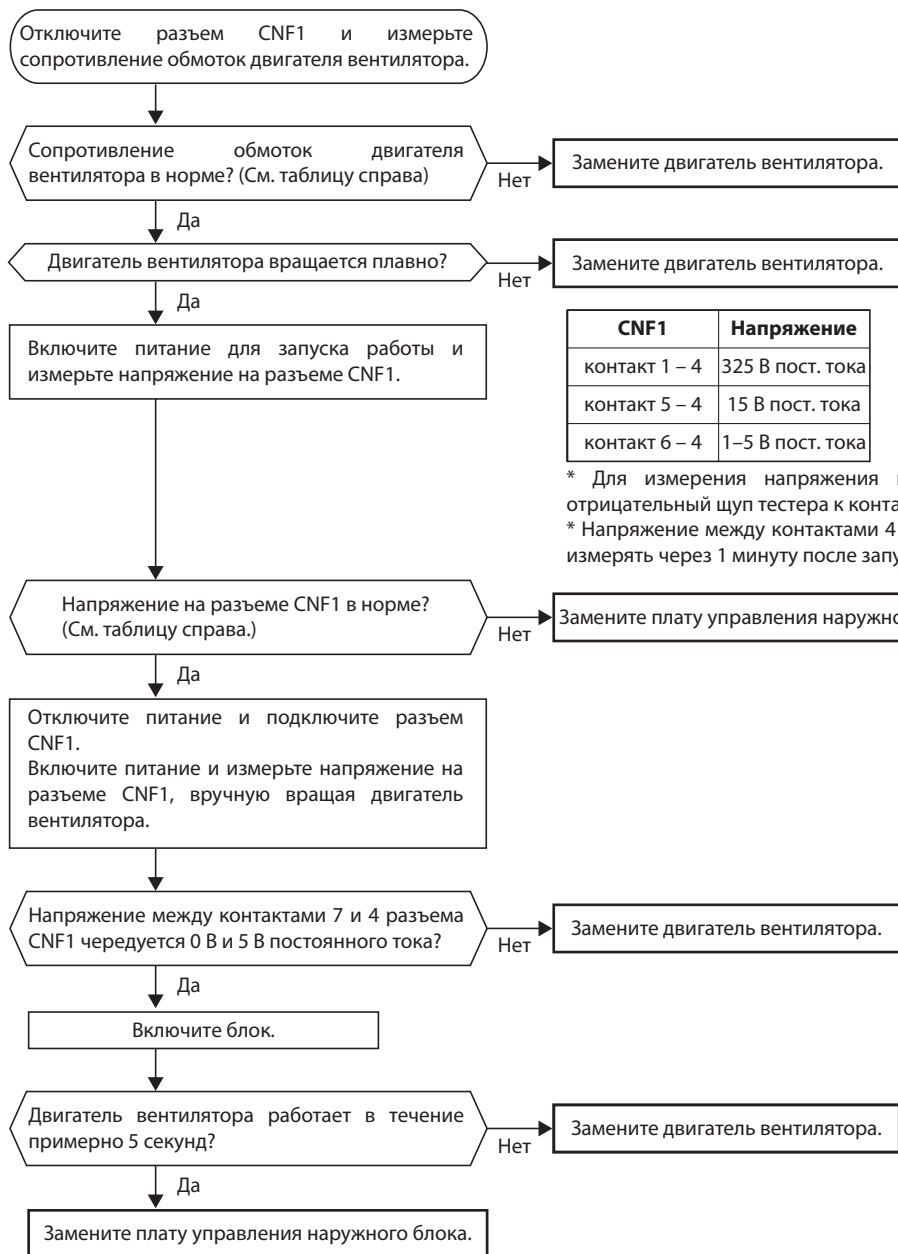 Отключите разъем CNF1 и измерьте
сопротивление обмоток двигателя вентилятора.
Сопротивление обмоток двигателя
вентилятора в норме? (См. таблицу справа)
Нет
Замените двигатель вентилятора.
Да
Двигатель вентилятора вращается плавно?
Нет
Замените двигатель вентилятора.
Да
Включите питание для запуска работы и
измерьте напряжение на разъеме CNF1.
CNF1 Напряжение
контакт 1 – 4 325 В пост. тока
контакт 5 – 4 15 В пост. тока
контакт 6 – 4 1–5 В пост. тока
* Для измерения напряжения
отрицательный щуп тестера к
* Напряжение между контактами 4
измерять через 1 минуту после
Напряжение на разъеме CNF1 в норме?
(См. таблицу справа.)
Нет
Замените плату управления
Да
Отключите питание и подключите разъем
CNF1.
Включите питание и измерьте напряжение на
разъеме CNF1, вручную вращая двигатель
вентилятора.
Напряжение между контактами 7 и 4 разъема
CNF1 чередуется 0 В и 5 В постоянного тока?
Нет
Замените двигатель вентилятора.
Да
Включите блок.
Двигатель вентилятора работает в течение
примерно 5 секунд?
Нет
Замените двигатель вентилятора.
Да
Замените плату управления наружного блока.